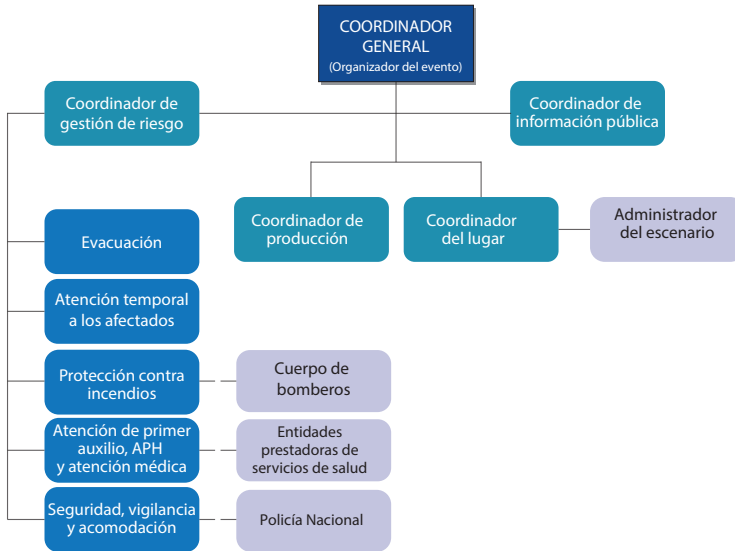 COORDINADOR
GENERAL
(Organizador del evento)
Coordinador de
gestión de riesgo
Coordinador de
información pública
Coordinador de
producción
Coordinador
del lugar
Administrador
del escenario
Evacuación
Atención temporal
a los afectados
Protección contra
incendios
Cuerpo de
bomberos
Atención de primer
auxilio, APH
y atención médica
Entidades
prestadoras de
servicios de salud
Seguridad, vigilancia
y acomodación
Policía Nacional